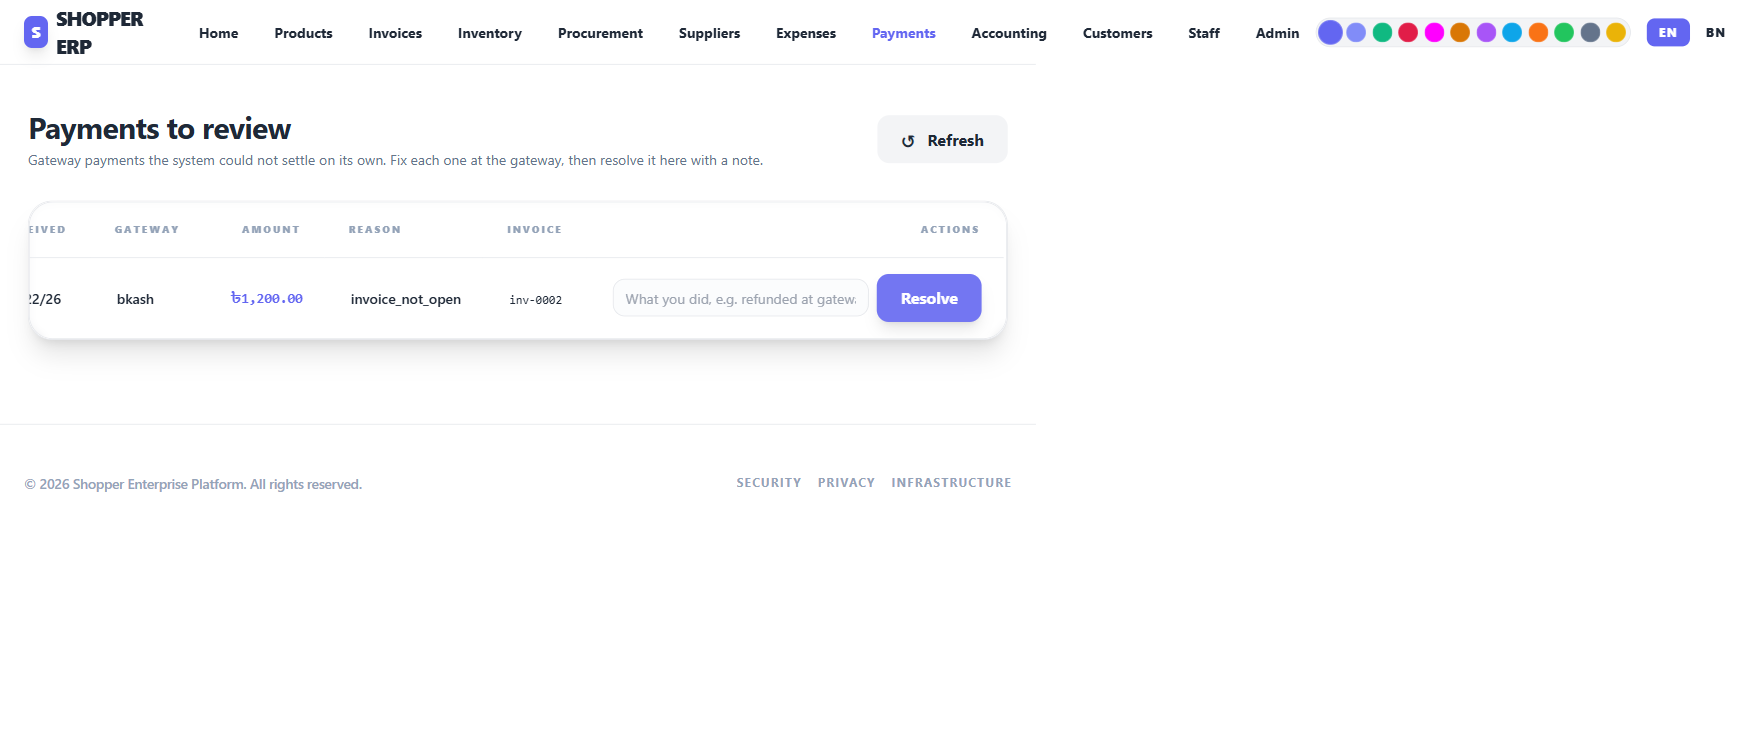 S SHOPPER ERP Home Products Invoices Inventory Procurement Suppliers Expenses Payments Accounting Customers Staff Admin EN BN
Payments to review
↺ Refresh
Gateway payments the system could not settle on its own. Fix each one at the gateway, then resolve it here with a note.
EIVED GATEWAY AMOUNT REASON INVOICE ACTIONS
22/26 bkash ৳1,200.00 invoice_not_open inv-0002 What you did, e.g. refunded at gatewa Resolve
© 2026 Shopper Enterprise Platform. All rights reserved. SECURITY PRIVACY INFRASTRUCTURE